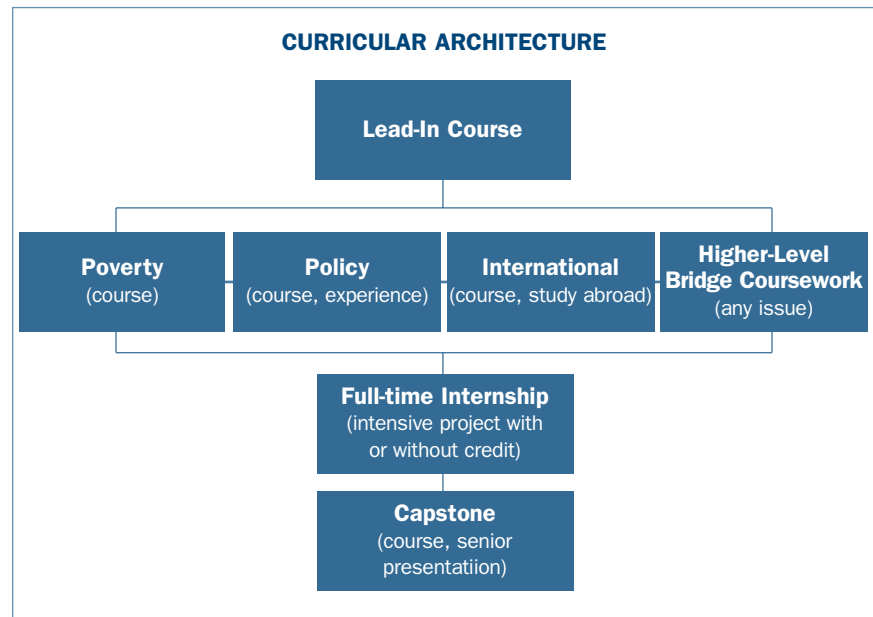 CURRICULAR ARCHITECTURE
Lead-In Course
Poverty
(course)
Policy
(course, experience)
International
(course, study abroad)
Higher-Level
Bridge Coursework
(any issue)
Full-time Internship
(intensive project with
or without credit)
Capstone
(course, senior
presentatiion)